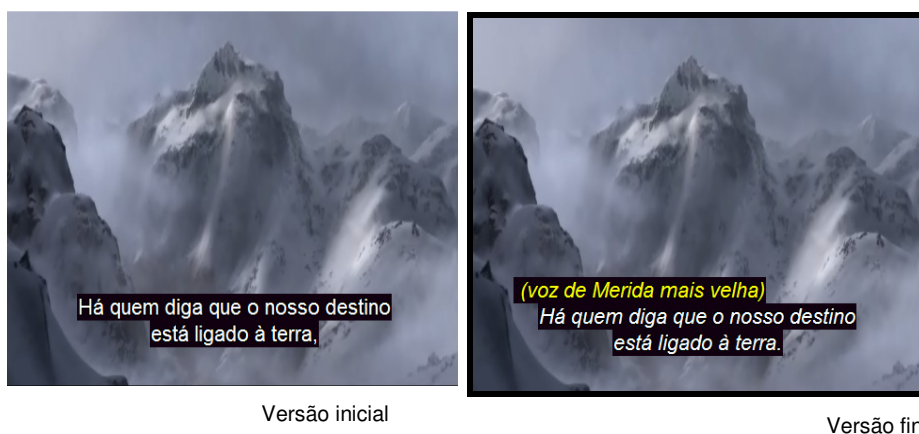 Há quem diga que o nosso destino
está ligado à terra,
(voz de Merida mais velha)
Há quem diga que o nosso destino
está ligado à terra.
Versão inicial
Versão